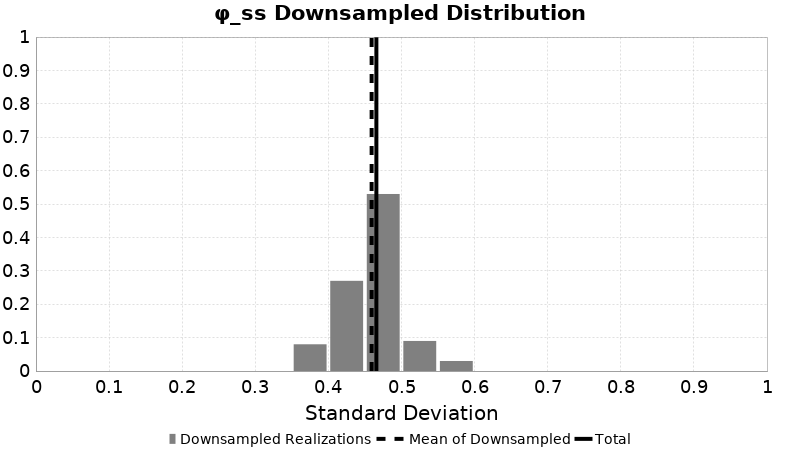 φ_ss Downsampled Distribution
1
0.9
0.8
0.7
0.6
0.5
0.4
0.3
0.2
0.1
0
0 0.1 0.2 0.3 0.4 0.5 0.6 0.7 0.8 0.9 1
Standard Deviation
Downsampled Realizations Mean of Downsampled Total